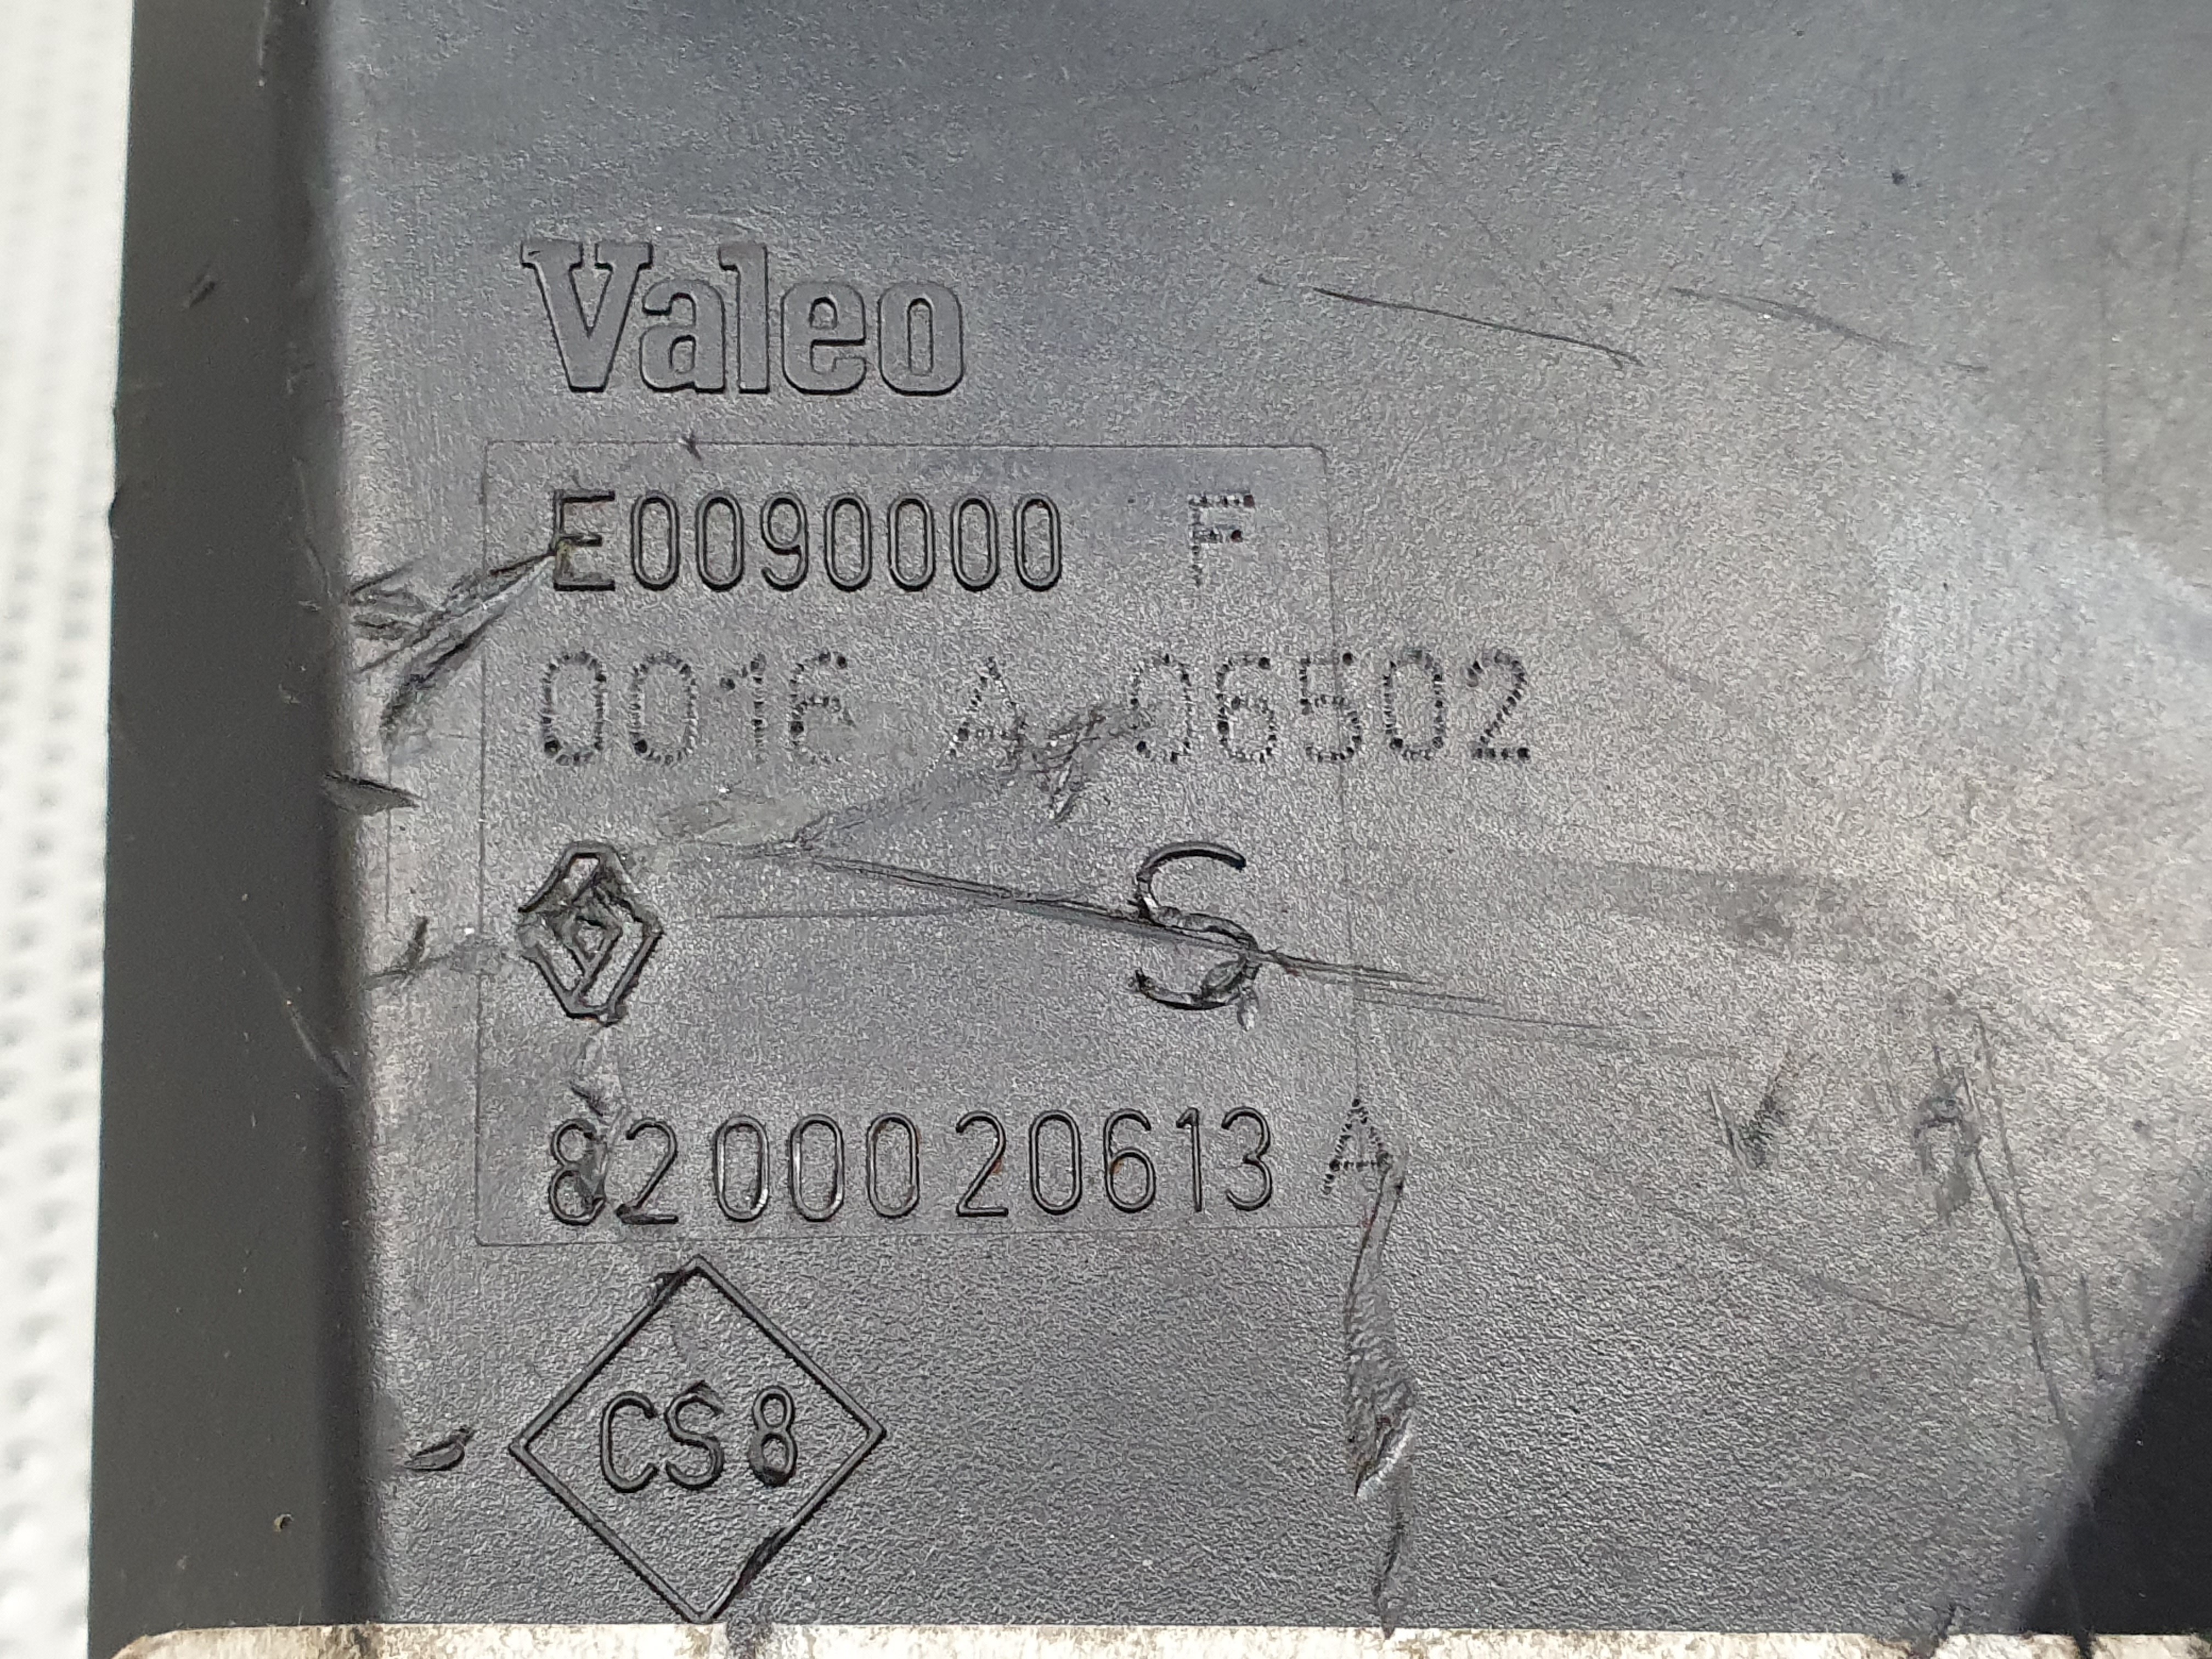 Valeo
E0090000 F
0016 A 06502
S
8200020613 A
CS8